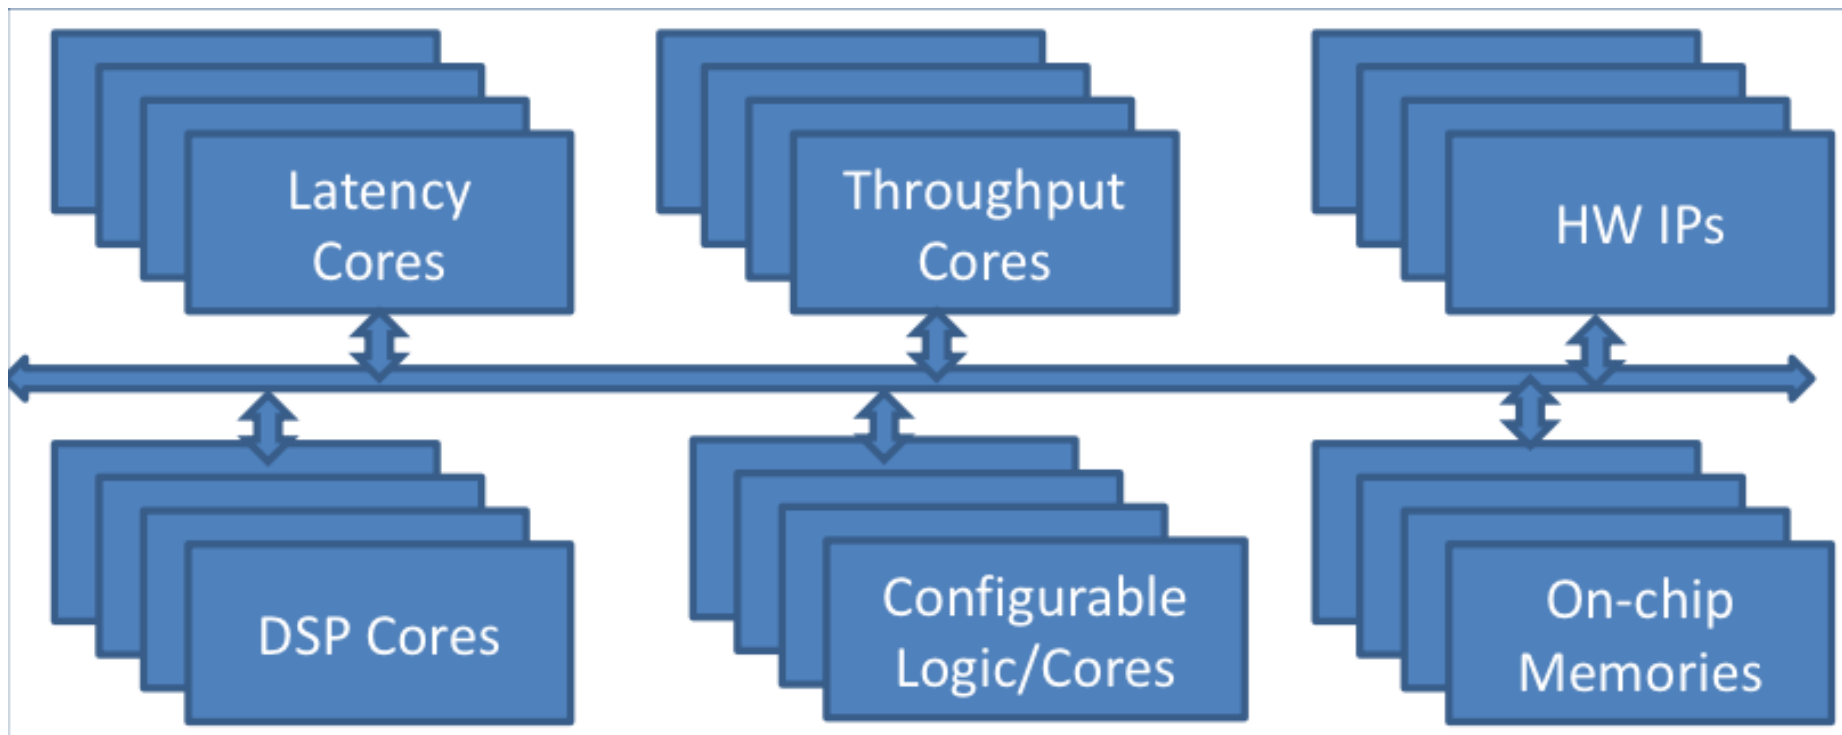 Latency
Cores
Throughput
Cores
HW IPs
DSP Cores
Configurable
Logic/Cores
On-chip
Memories